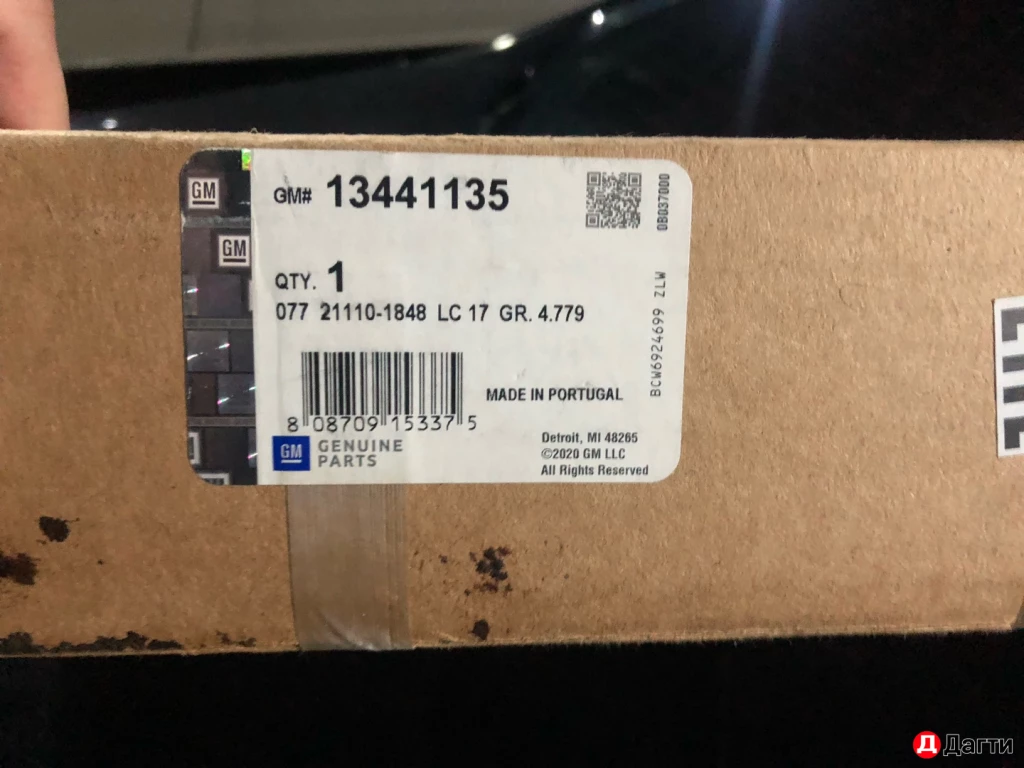 GM
GM
GM# 13441135
0B037000
QTY. 1
077 21110-1848 LC 17 GR. 4.779
BCW6924699 ZLW
MADE IN PORTUGAL
8 08709 15337 5
GM GENUINE
PARTS
Detroit, MI 48265
©2020 GM LLC
All Rights Reserved
Дагти